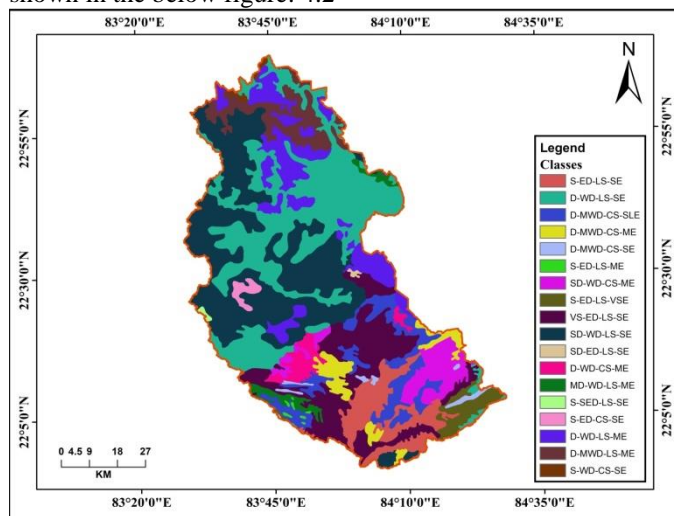 shown in the below figure. 4.2
83°20'0"E 83°45'0"E 84°10'0"E 84°35'0"E
N
22°55'0"N 22°55'0"N
22°30'0"N 22°30'0"N
22°5'0"N 22°5'0"N
Legend
Classes
S-ED-LS-SE
D-WD-LS-SE
D-MWD-CS-SLE
D-MWD-CS-ME
D-MWD-CS-SE
S-ED-LS-ME
SD-WD-CS-ME
S-ED-LS-VSE
VS-ED-LS-SE
SD-WD-LS-SE
SD-ED-LS-SE
D-WD-CS-ME
MD-WD-LS-ME
S-SED-LS-SE
S-ED-CS-SE
D-WD-LS-ME
D-MWD-LS-ME
S-WD-CS-SE
0 4.5 9 18 27
KM
83°20'0"E 83°45'0"E 84°10'0"E 84°35'0"E